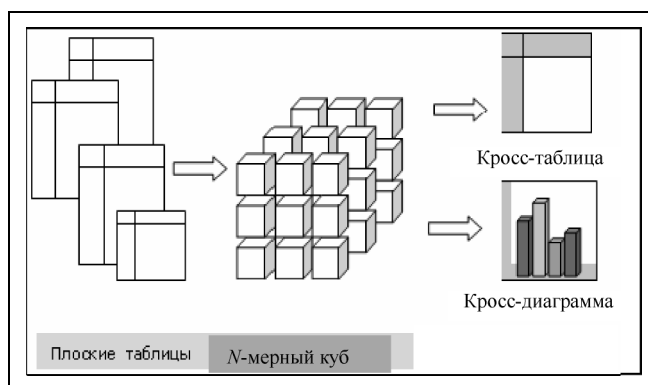 Кросс-таблица
Кросс-диаграмма
Плоские таблицы
N-мерный куб